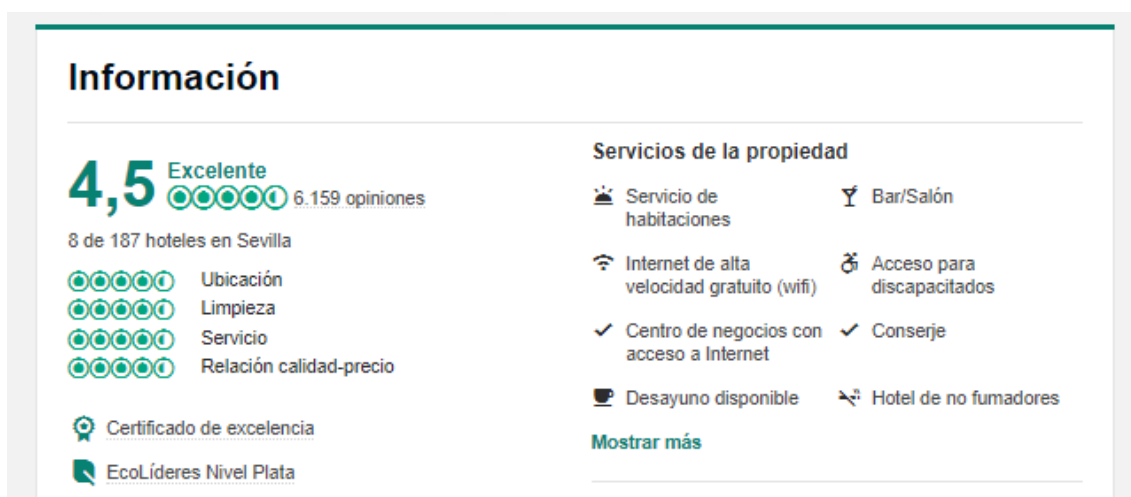 Información
4,5
Excelente
6.159 opiniones
8 de 187 hoteles en Sevilla
Ubicación
Limpieza
Servicio
Relación calidad-precio
Certificado de excelencia
EcoLíderes Nivel Plata
Servicios de la propiedad
Servicio de
habitaciones
Bar/Salón
Internet de alta
velocidad gratuito (wifi)
Acceso para
discapacitados
Centro de negocios con
acceso a Internet
Conserje
Desayuno disponible
Hotel de no fumadores
Mostrar más